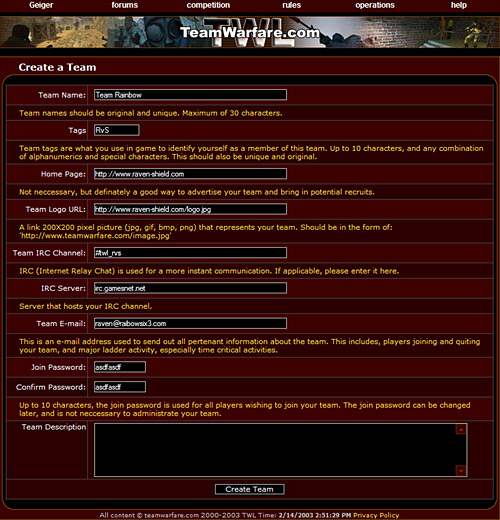 Geiger forums competition rules operations help
TWL
TeamWarfare.com
Create a Team
Team Name: Team Rainbow
Team names should be original and unique. Maximum of 30 characters.
Tags RvS
Team tags are what you use in game to identify yourself as a member of this team. Up to 10 characters, and any combination
of alphanumerics and special characters. This should also be unique and original.
Home Page: http://www.raven-shield.com
Not neccessary, but definately a good way to advertise your team and bring in potential recruits.
Team Logo URL: http://www.raven-shield.com/logo.jpg
A link 200X200 pixel picture (jpg, gif, bmp, png) that represents your team. Should be in the form of:
'http://www.teamwarfare.com/image.jpg'
Team IRC Channel: #twl_rvs
IRC (Internet Relay Chat) is used for a more instant communication. If applicable, please enter it here.
IRC Server: irc.gamesnet.net
Server that hosts your IRC channel.
Team E-mail: raven@raibowsix3.com
This is an e-mail address used to send out all pertenant information about the team. This includes, players joining and quiting
your team, and major ladder activity, especially time critical activities.
Join Password: asdfasdf
Confirm Password: asdfasdf
Up to 10 characters, the join password is used for all players wishing to join your team. The join password can be changed
later, and is not neccessary to administrate your team.
Team Description
Create Team
All content © teamwarfare.com 2000-2003 TWL Time: 2/14/2003 2:51:29 PM Privacy Policy